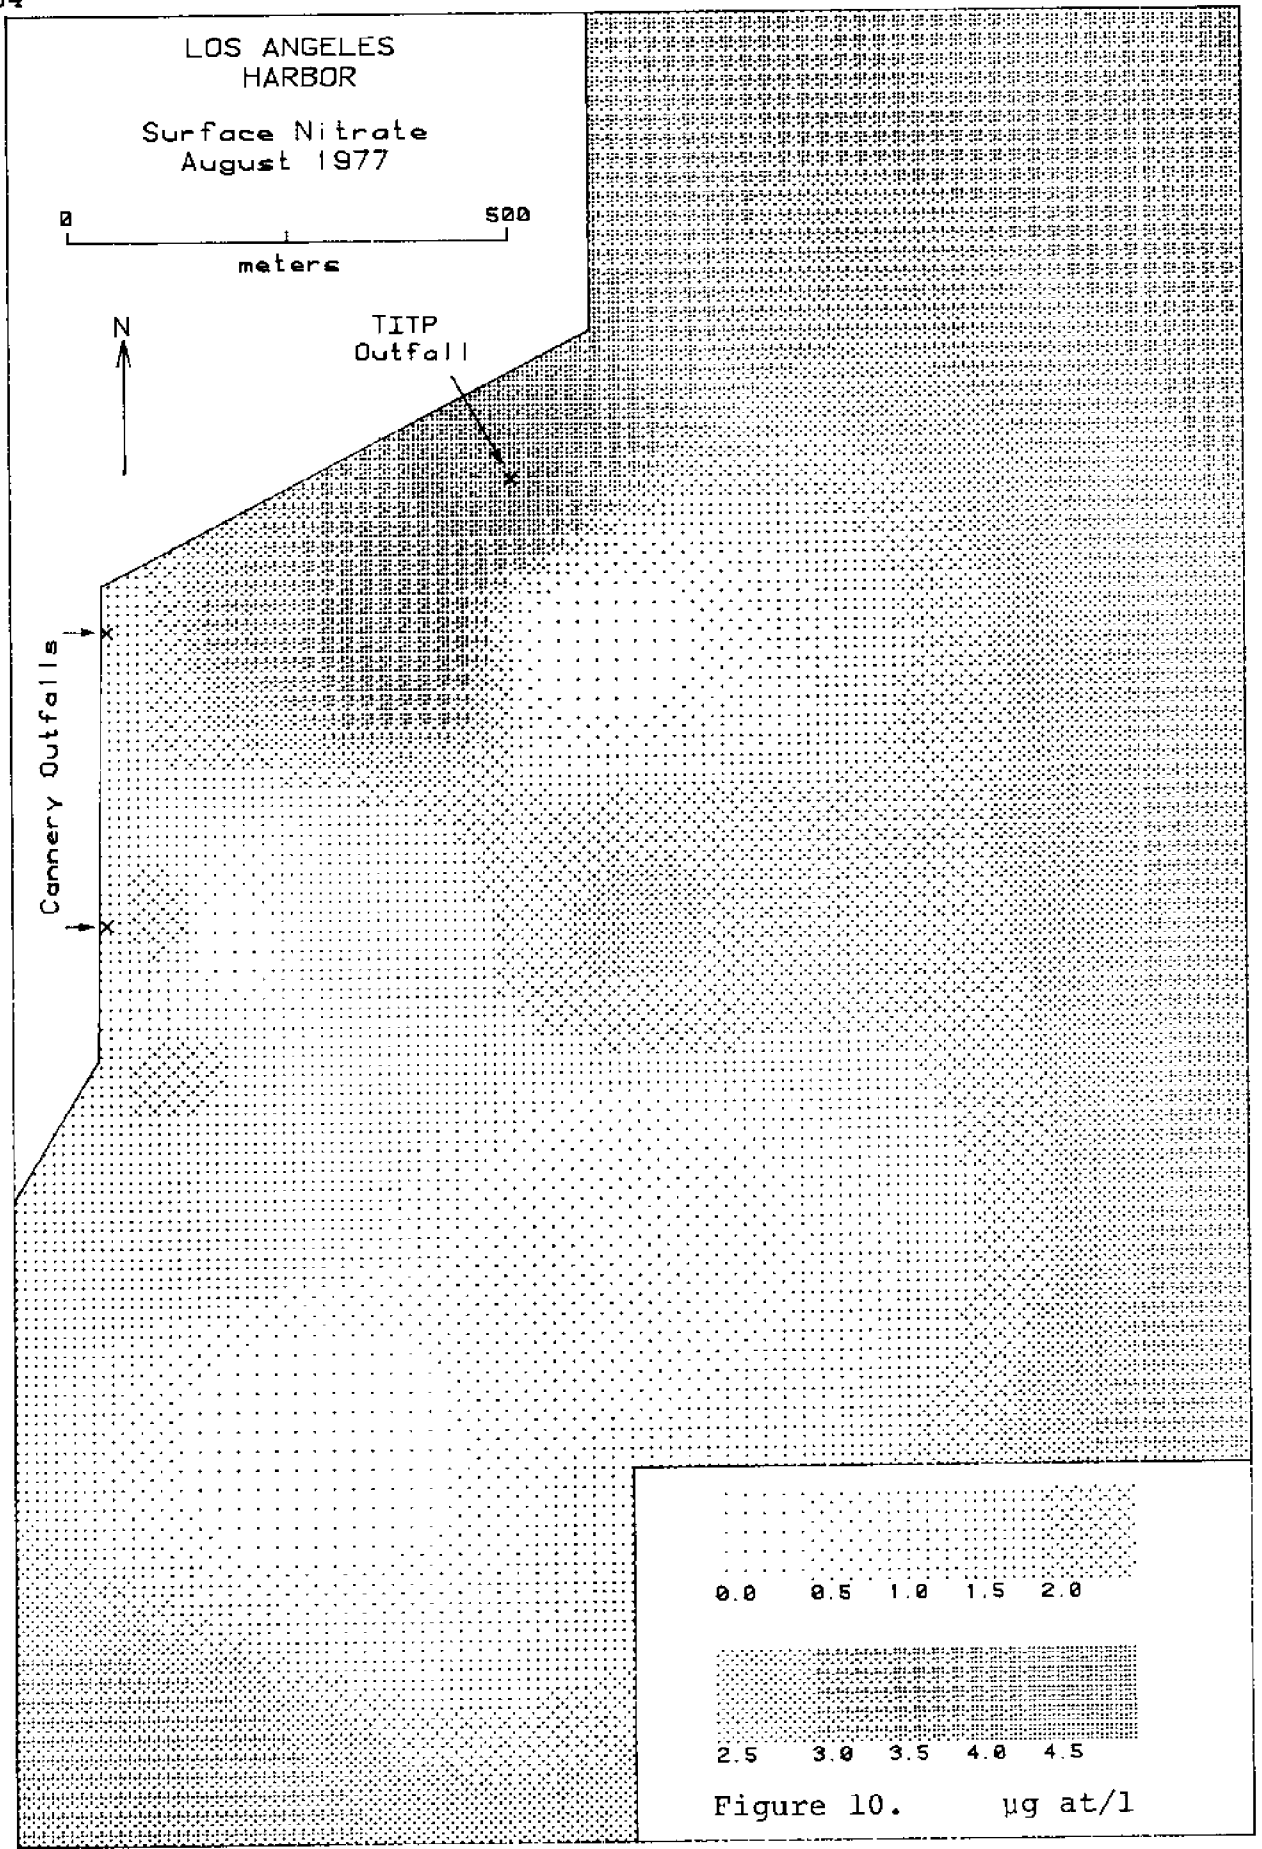 LOS ANGELES
HARBOR
Surface Nitrate
August 1977
0 500
meters
N
TITP
Outfall
Cannery Outfalls
0.0 0.5 1.0 1.5 2.0
2.5 3.0 3.5 4.0 4.5
Figure 10. µg at/l